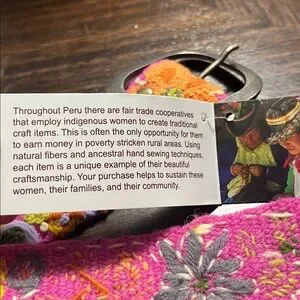 Throughout Peru there are fair trade cooperatives
that employ indigenous women to create traditional
craft items. This is often the only opportunity for them
to earn money in poverty stricken rural areas. Using
natural fibers and ancestral hand sewing techniques,
each item is a unique example of their beautiful
craftsmanship. Your purchase helps to sustain these
women, their families, and their community.